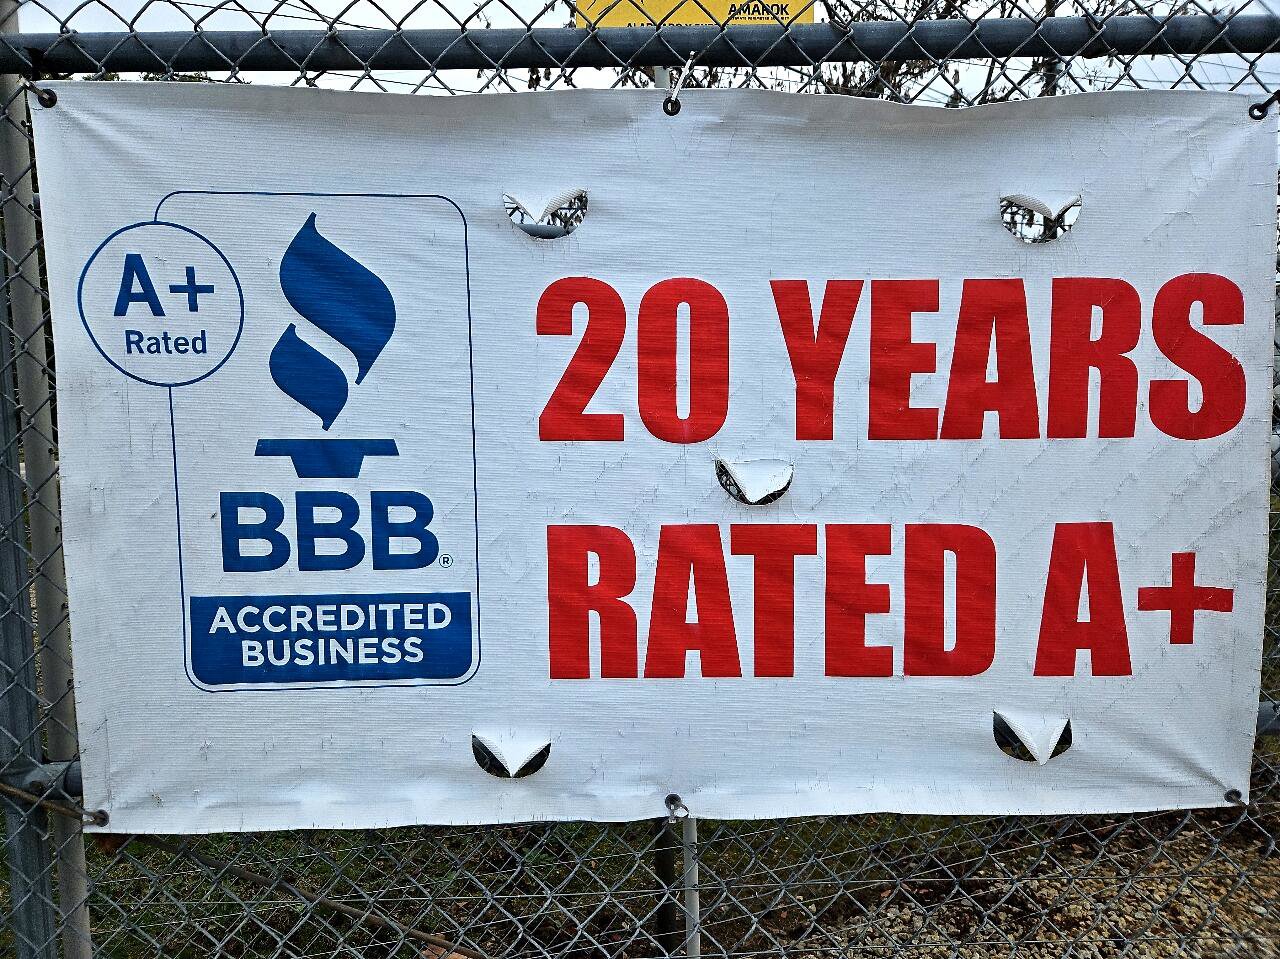 AMAROK
A+
Rated
BBB®
ACCREDITED
BUSINESS
20 YEARS
RATED A+